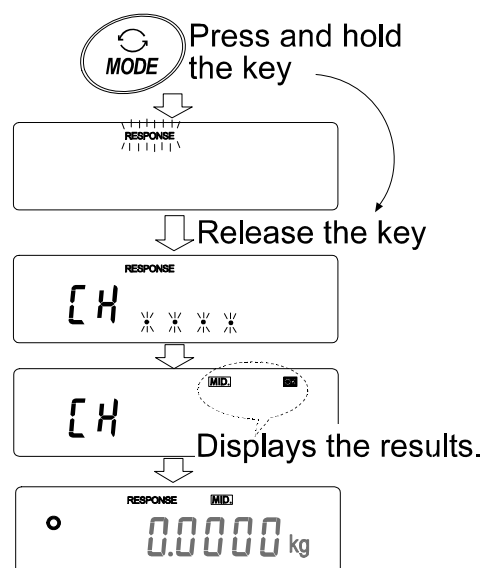 MODE
Press and hold
the key
RESPONSE
Release the key
RESPONSE
CH
MID. OK
CH
Displays the results.
RESPONSE MID.
0.0000 kg